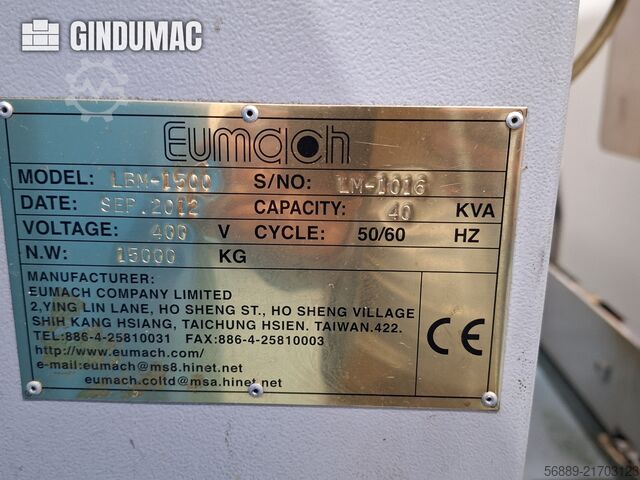 GINDUMAC
Eumach
MODEL: LBM-1500 S/NO: LM-1016
DATE: SEP.2012 CAPACITY: 40 KVA
VOLTAGE: 400 V CYCLE: 50/60 HZ
N.W: 15000 KG
MANUFACTURER:
EUMACH COMPANY LIMITED
2,YING LIN LANE, HO SHENG ST., HO SHENG VILLAGE
SHIH KANG HSIANG, TAICHUNG HSIEN. TAIWAN.422.
TEL:886-4-25810031 FAX:886-4-25810003
http://www.eumach.com/
e-mail:eumach@ms8.hinet.net
eumach.coltd@msa.hinet.net
CE
56889-21703123